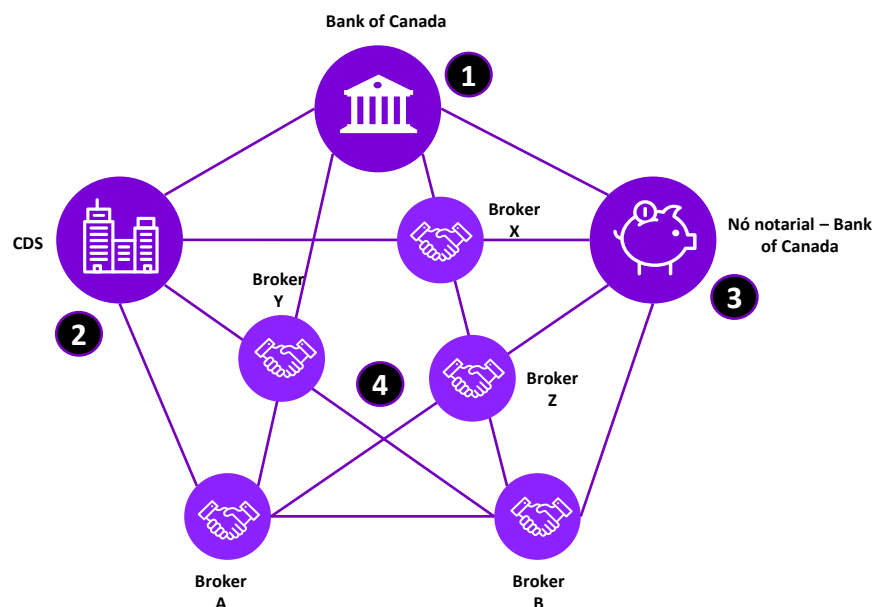 Bank of Canada
1
Broker
X
Nó notarial – Bank
of Canada
CDS
Broker
Y
3
2
4
Broker
Z
Broker
A
Broker
B